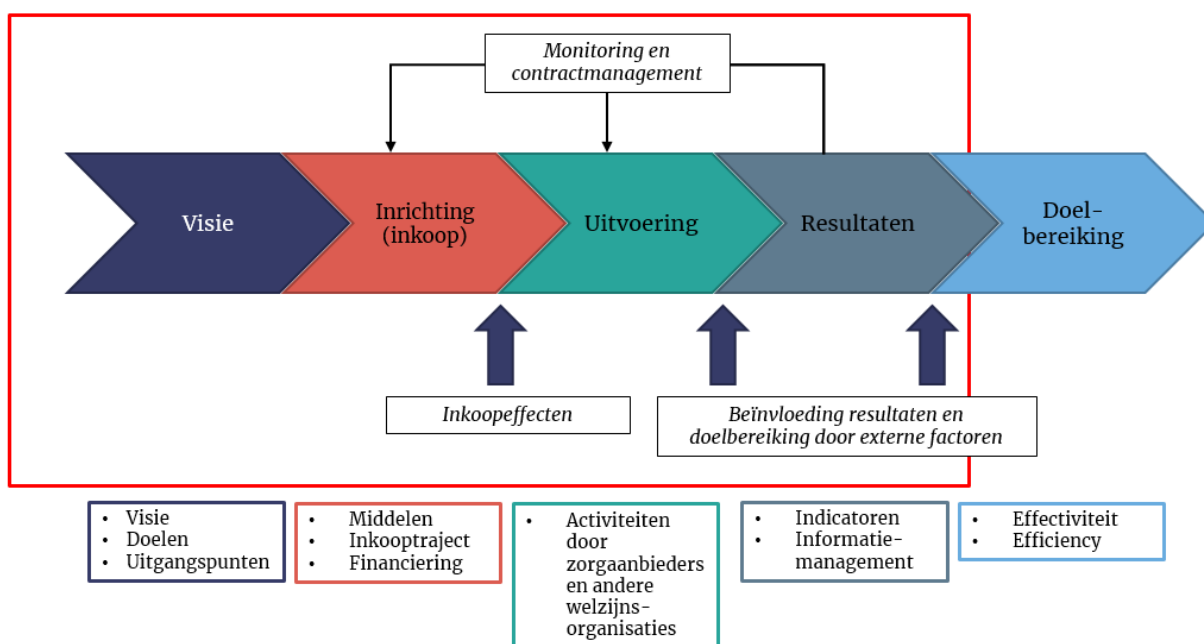 Monitoring en
contractmanagement
Visie
Inrichting
(inkoop)
Uitvoering
Resultaten
Doel-
bereiking
Inkoopeffecten
Beïnvloeding resultaten en
doelbereiking door externe factoren
• Visie
• Doelen
• Uitgangspunten
• Middelen
• Inkooptraject
• Financiering
• Activiteiten
door
zorgaanbieders
en andere
welzijns-
organisaties
• Indicatoren
• Informatie-
management
• Effectiviteit
• Efficiency